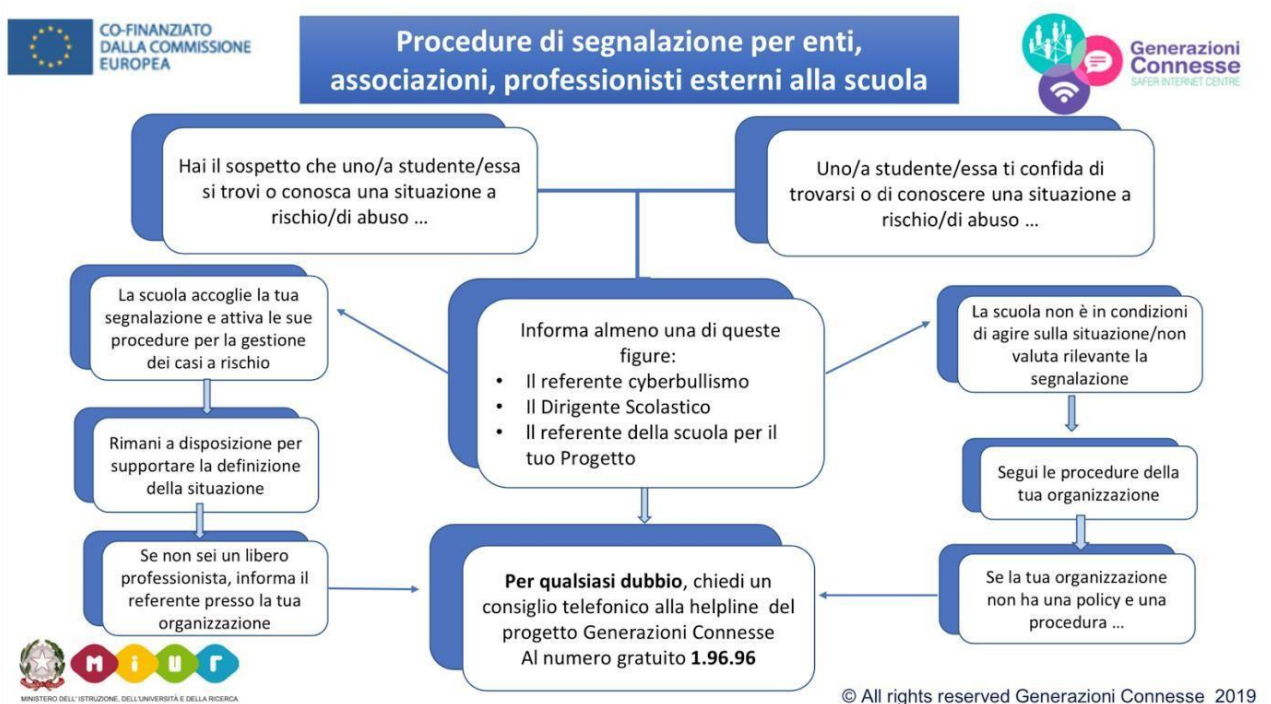 CO-FINANZIATO
DALLA COMMISSIONE
EUROPEA
Procedure di segnalazione per enti,
associazioni, professionisti esterni alla scuola
Generazioni
Connesse
SAFER INTERNET CENTRE
Hai il sospetto che uno/a studente/essa
si trovi o conosca una situazione a
rischio/di abuso ...
Uno/a studente/essa ti confida di
trovarsi o di conoscere una situazione a
rischio/di abuso ...
La scuola accoglie la tua
segnalazione e attiva le sue
procedure per la gestione
dei casi a rischio
Informa almeno una di queste
figure:
• Il referente cyberbullismo
• Il Dirigente Scolastico
• Il referente della scuola per il
tuo Progetto
La scuola non è in condizioni
di agire sulla situazione/non
valuta rilevante la
segnalazione
Rimani a disposizione per
supportare la definizione
della situazione
Segui le procedure della
tua organizzazione
Se non sei un libero
professionista, informa il
referente presso la tua
organizzazione
Per qualsiasi dubbio, chiedi un
consiglio telefonico alla helpline del
progetto Generazioni Connesse
Al numero gratuito 1.96.96
Se la tua organizzazione
non ha una policy e una
procedura ...
MIUR
MINISTERO DELL'ISTRUZIONE, DELL'UNIVERSITÀ E DELLA RICERCA
© All rights reserved Generazioni Connesse 2019